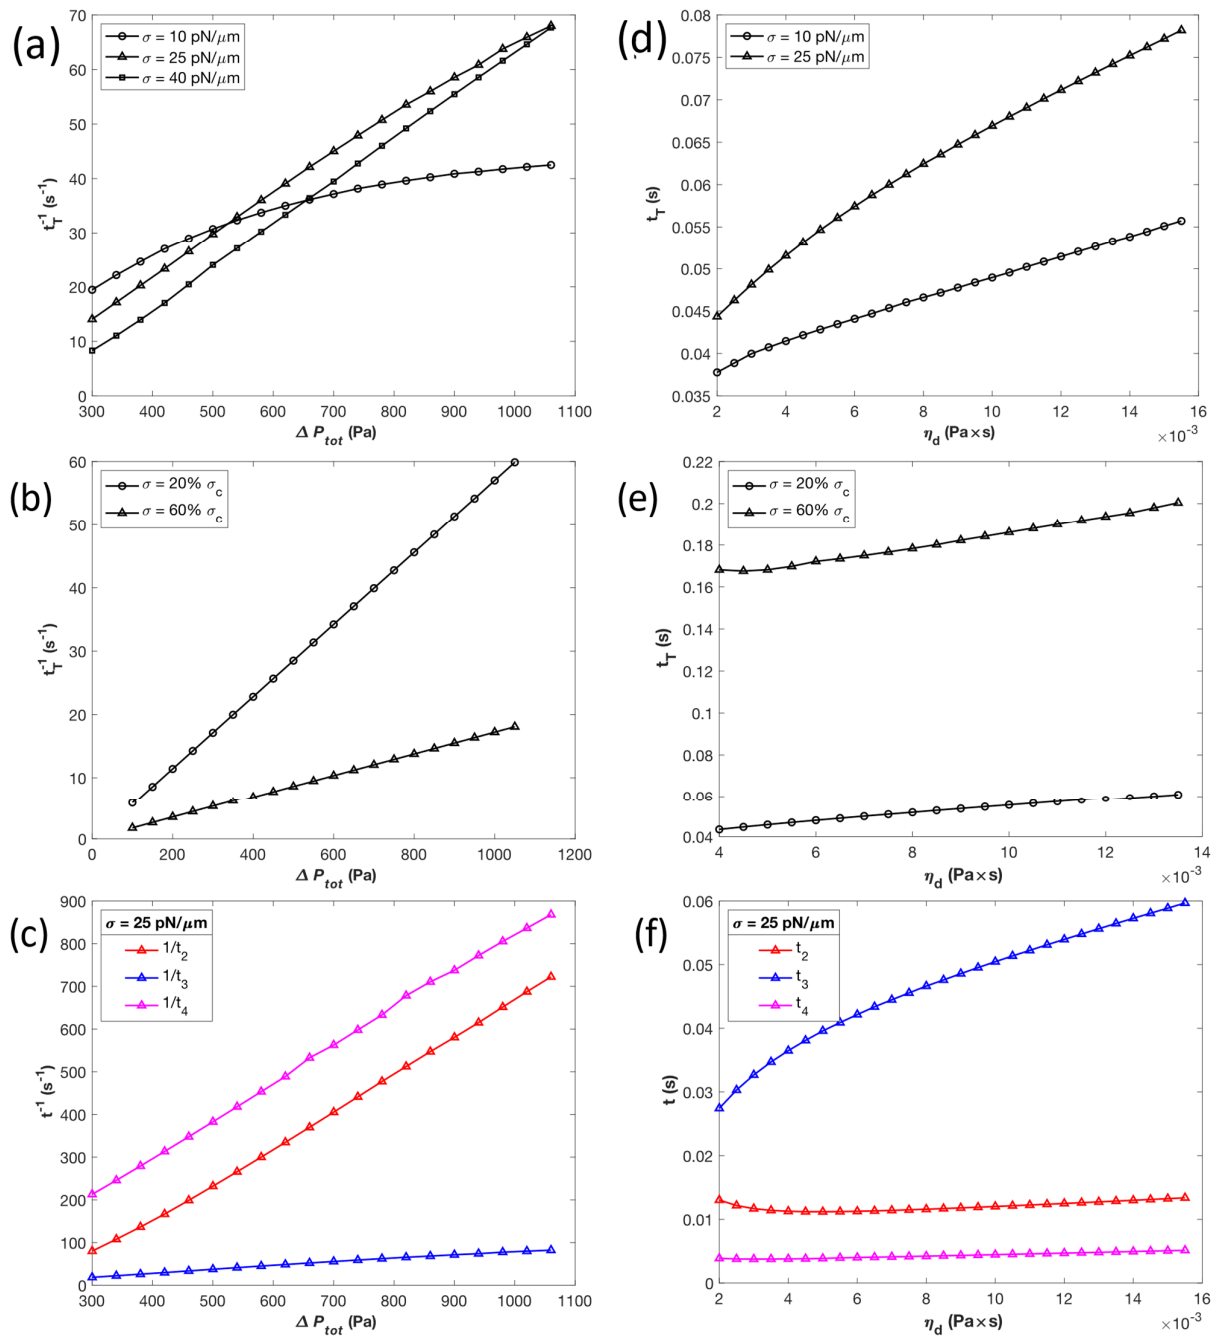 (a)
σ = 10 pN/μm
σ = 25 pN/μm
σ = 40 pN/μm
70
60
50
40
30
20
10
0
t_T^-1 (s^-1)
300 400 500 600 700 800 900 1000 1100
Δ P_tot (Pa)
(d)
σ = 10 pN/μm
σ = 25 pN/μm
0.08
0.075
0.07
0.065
0.06
0.055
0.05
0.045
0.04
0.035
t_T (s)
2 4 6 8 10 12 14 16
η_d (Pa×s)
×10^-3
(b)
σ = 20% σ_c
σ = 60% σ_c
60
50
40
30
20
10
0
t_T^-1 (s^-1)
0 200 400 600 800 1000 1200
Δ P_tot (Pa)
(e)
σ = 20% σ_c
σ = 60% σ_c
0.22
0.2
0.18
0.16
0.14
0.12
0.1
0.08
0.06
0.04
t_T (s)
4 6 8 10 12 14
η_d (Pa×s)
×10^-3
(c)
σ = 25 pN/μm
1/t_2
1/t_3
1/t_4
900
800
700
600
500
400
300
200
100
0
t^-1 (s^-1)
300 400 500 600 700 800 900 1000 1100
Δ P_tot (Pa)
(f)
σ = 25 pN/μm
t_2
t_3
t_4
0.06
0.05
0.04
0.03
0.02
0.01
0
t (s)
2 4 6 8 10 12 14 16
η_d (Pa×s)
×10^-3